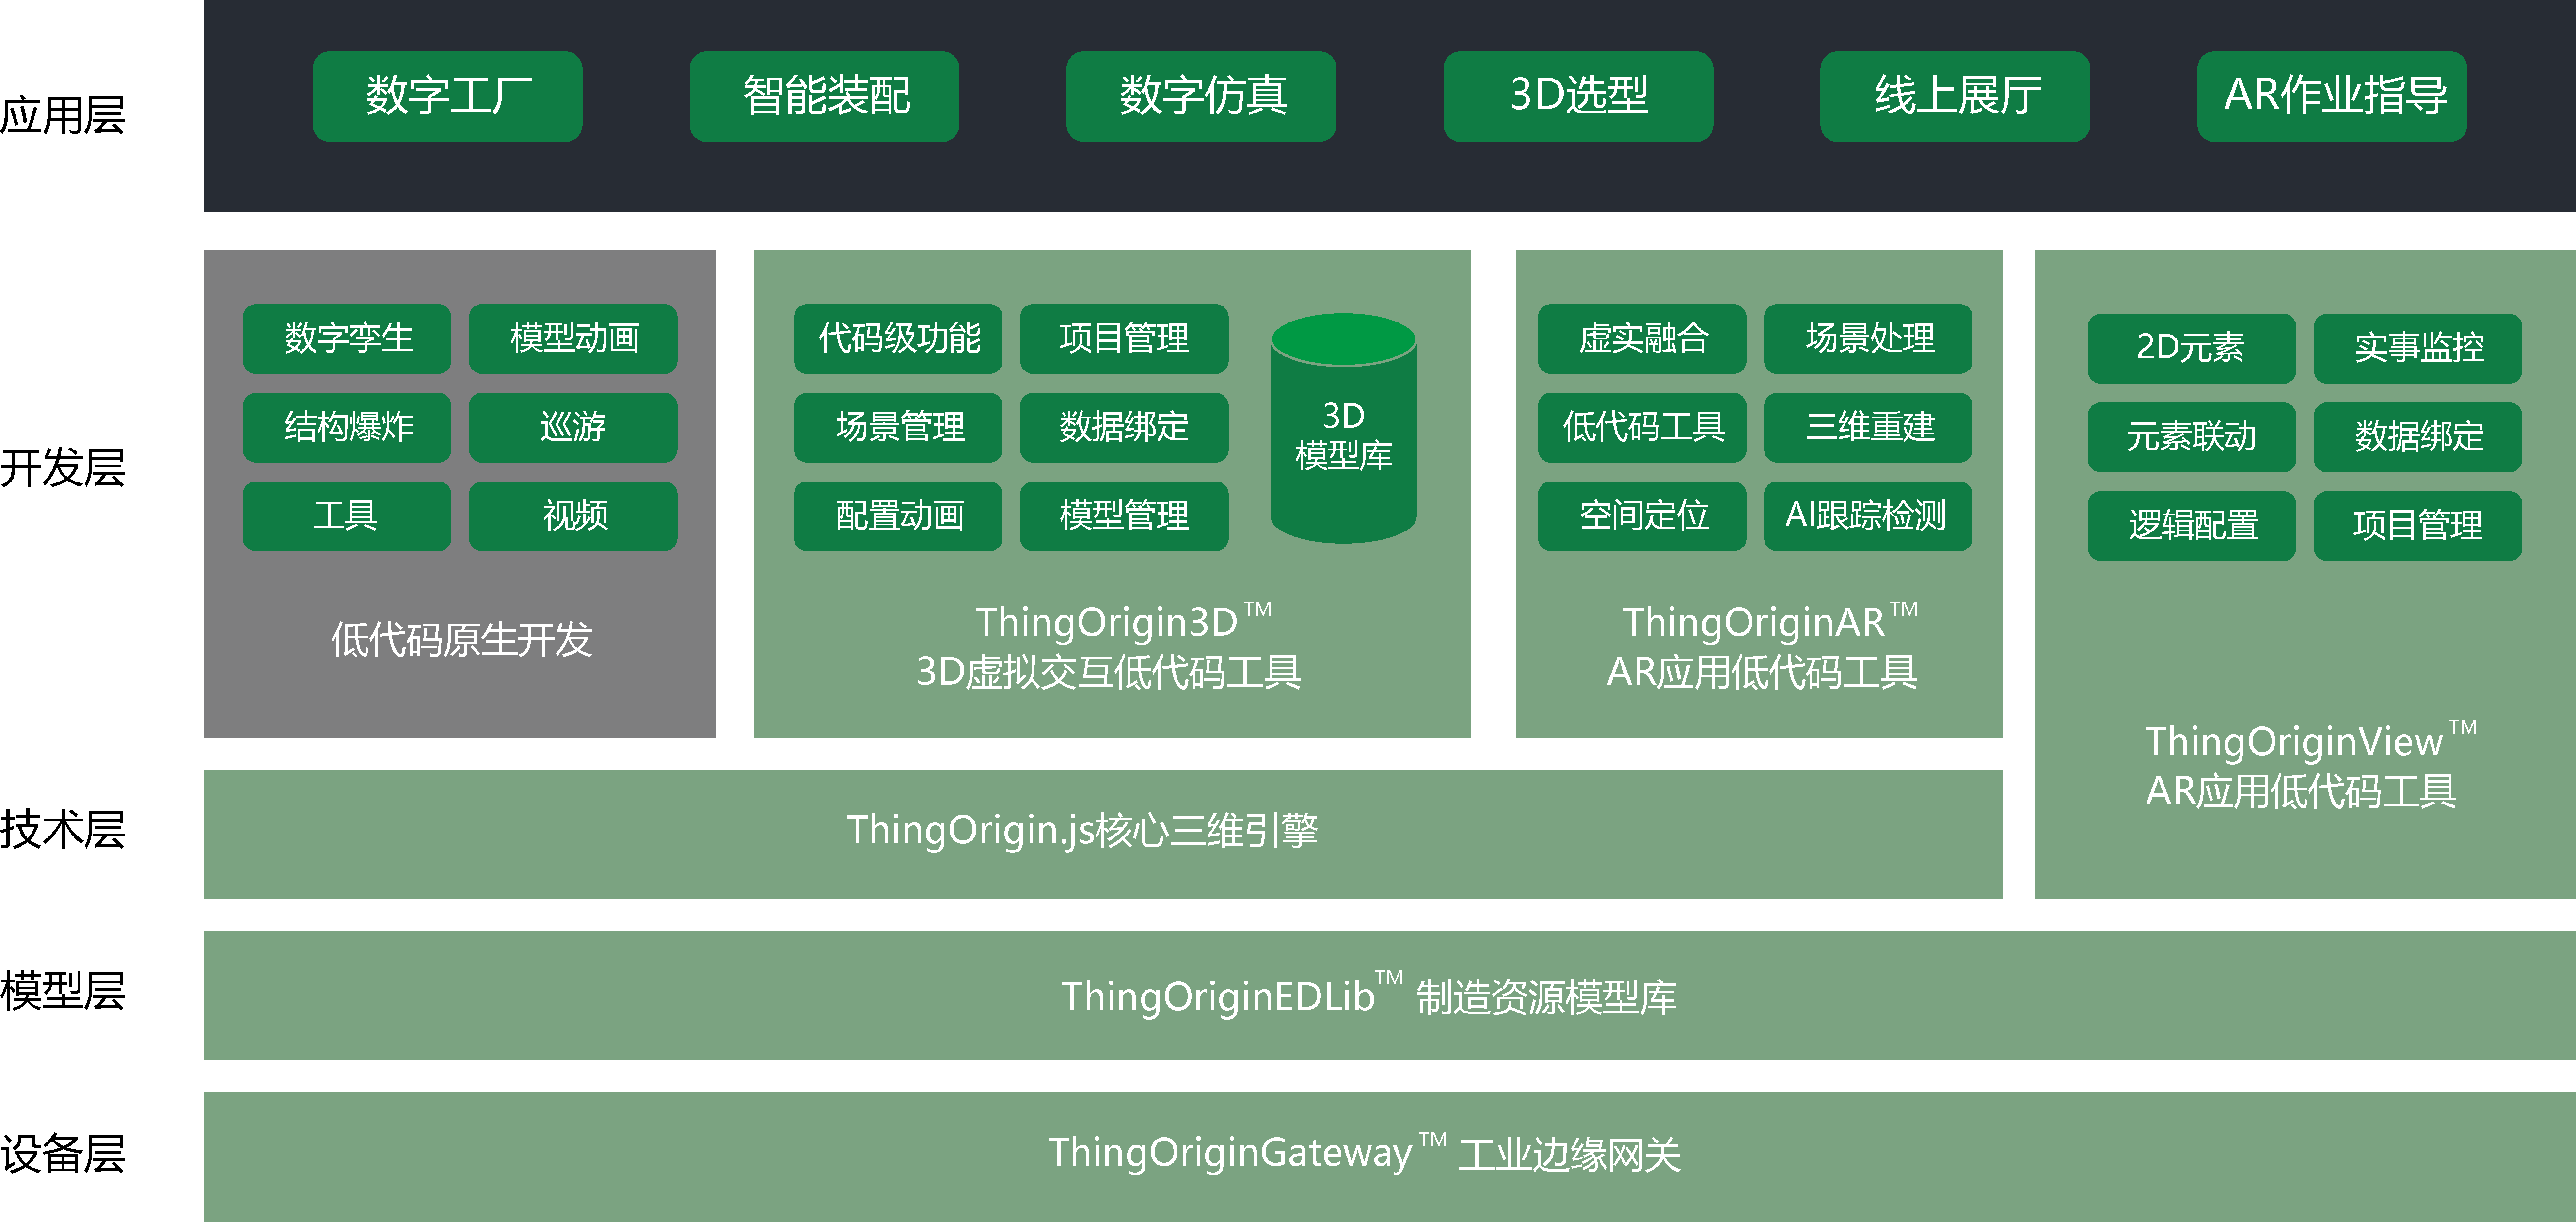 应用层
数字工厂
智能装配
数字仿真
3D选型
线上展厅
AR作业指导
开发层
数字孪生
模型动画
结构爆炸
巡游
工具
视频
低代码原生开发
代码级功能
项目管理
场景管理
数据绑定
配置动画
模型管理
3D
模型库
ThingOrigin3D™
3D虚拟交互低代码工具
虚实融合
场景处理
低代码工具
三维重建
空间定位
AI跟踪检测
ThingOriginAR™
AR应用低代码工具
2D元素
实事监控
元素联动
数据绑定
逻辑配置
项目管理
ThingOriginView™
AR应用低代码工具
技术层
ThingOrigin.js核心三维引擎
模型层
ThingOriginEDLib™ 制造资源模型库
设备层
ThingOriginGateway™ 工业边缘网关